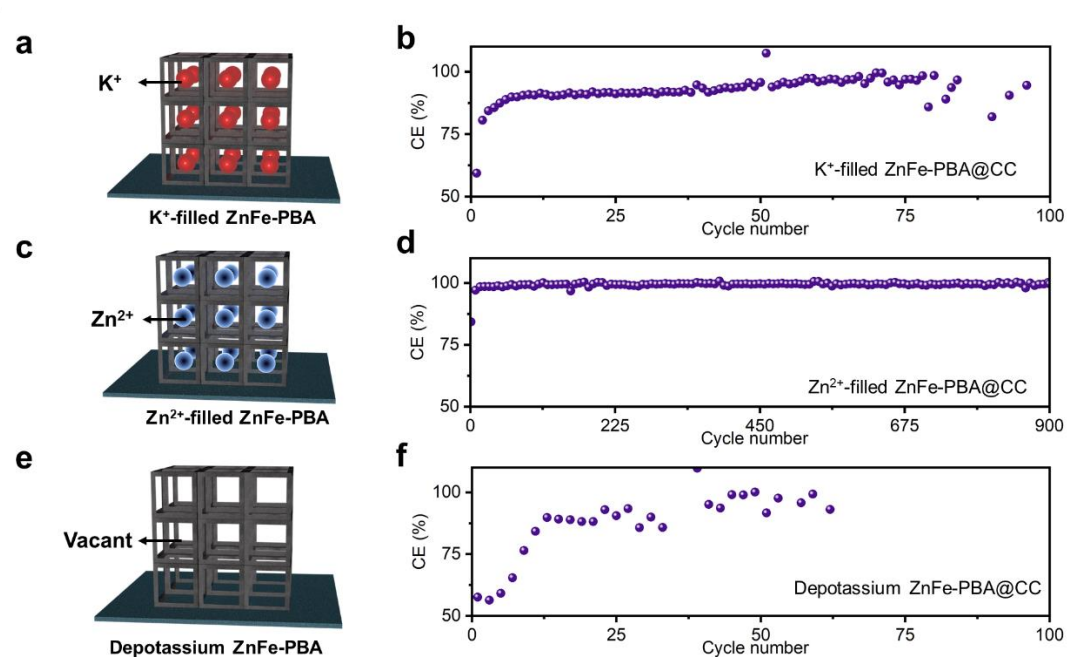 a
K⁺
K⁺-filled ZnFe-PBA
b
CE (%)
100
75
50
K⁺-filled ZnFe-PBA@CC
0 25 50 75 100
Cycle number
c
Zn²⁺
Zn²⁺-filled ZnFe-PBA
d
CE (%)
100
75
50
Zn²⁺-filled ZnFe-PBA@CC
0 225 450 675 900
Cycle number
e
Vacant
Depotassium ZnFe-PBA
f
CE (%)
100
75
50
Depotassium ZnFe-PBA@CC
0 25 50 75 100
Cycle number